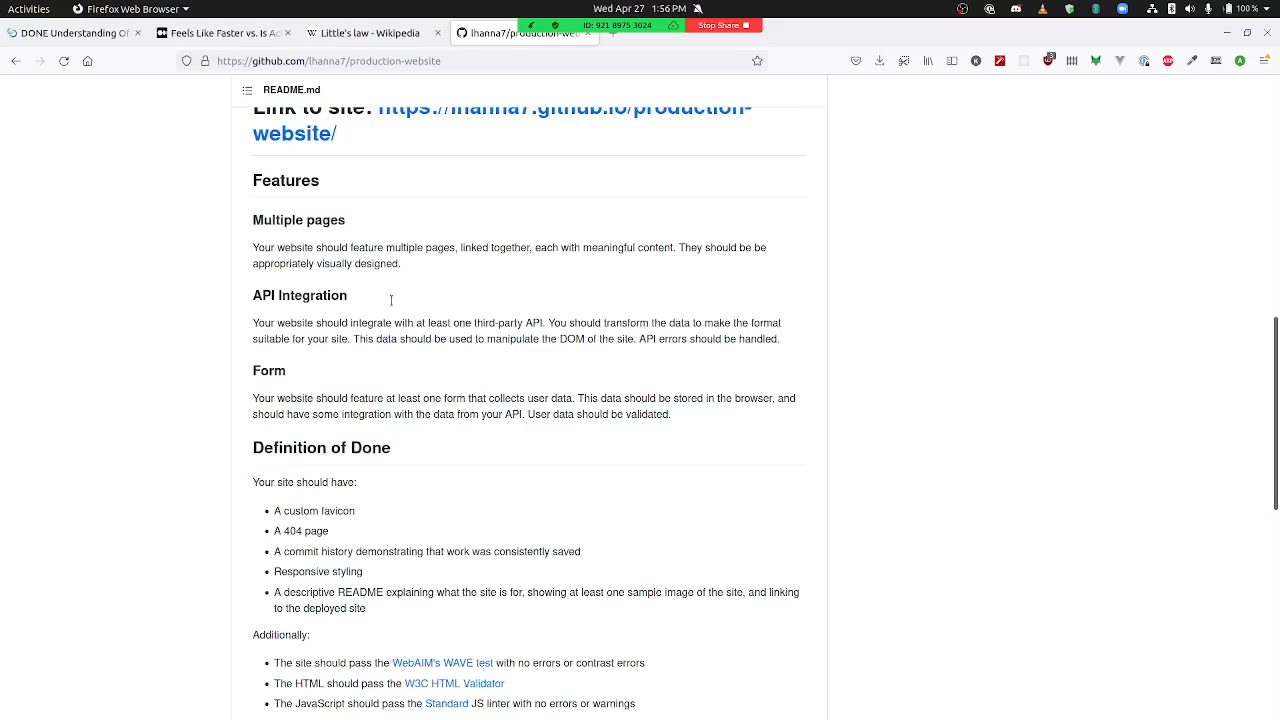 Activities
Firefox Web Browser
Wed Apr 27 1:56 PM
100 %
DONE Understanding Of
Feels Like Faster vs. Is Ac
Little's law - Wikipedia
lhanna7/production-web
ID: 921 8975 3024
Stop Share
https://github.com/lhanna7/production-website
README.md
Link to site: https://lhanna7.github.io/production-
website/
Features
Multiple pages
Your website should feature multiple pages, linked together, each with meaningful content. They should be be
appropriately visually designed.
API Integration
Your website should integrate with at least one third-party API. You should transform the data to make the format
suitable for your site. This data should be used to manipulate the DOM of the site. API errors should be handled.
Form
Your website should feature at least one form that collects user data. This data should be stored in the browser, and
should have some integration with the data from your API. User data should be validated.
Definition of Done
Your site should have:
• A custom favicon
• A 404 page
• A commit history demonstrating that work was consistently saved
• Responsive styling
• A descriptive README explaining what the site is for, showing at least one sample image of the site, and linking
to the deployed site
Additionally:
• The site should pass the WebAIM's WAVE test with no errors or contrast errors
• The HTML should pass the W3C HTML Validator
• The JavaScript should pass the Standard JS linter with no errors or warnings